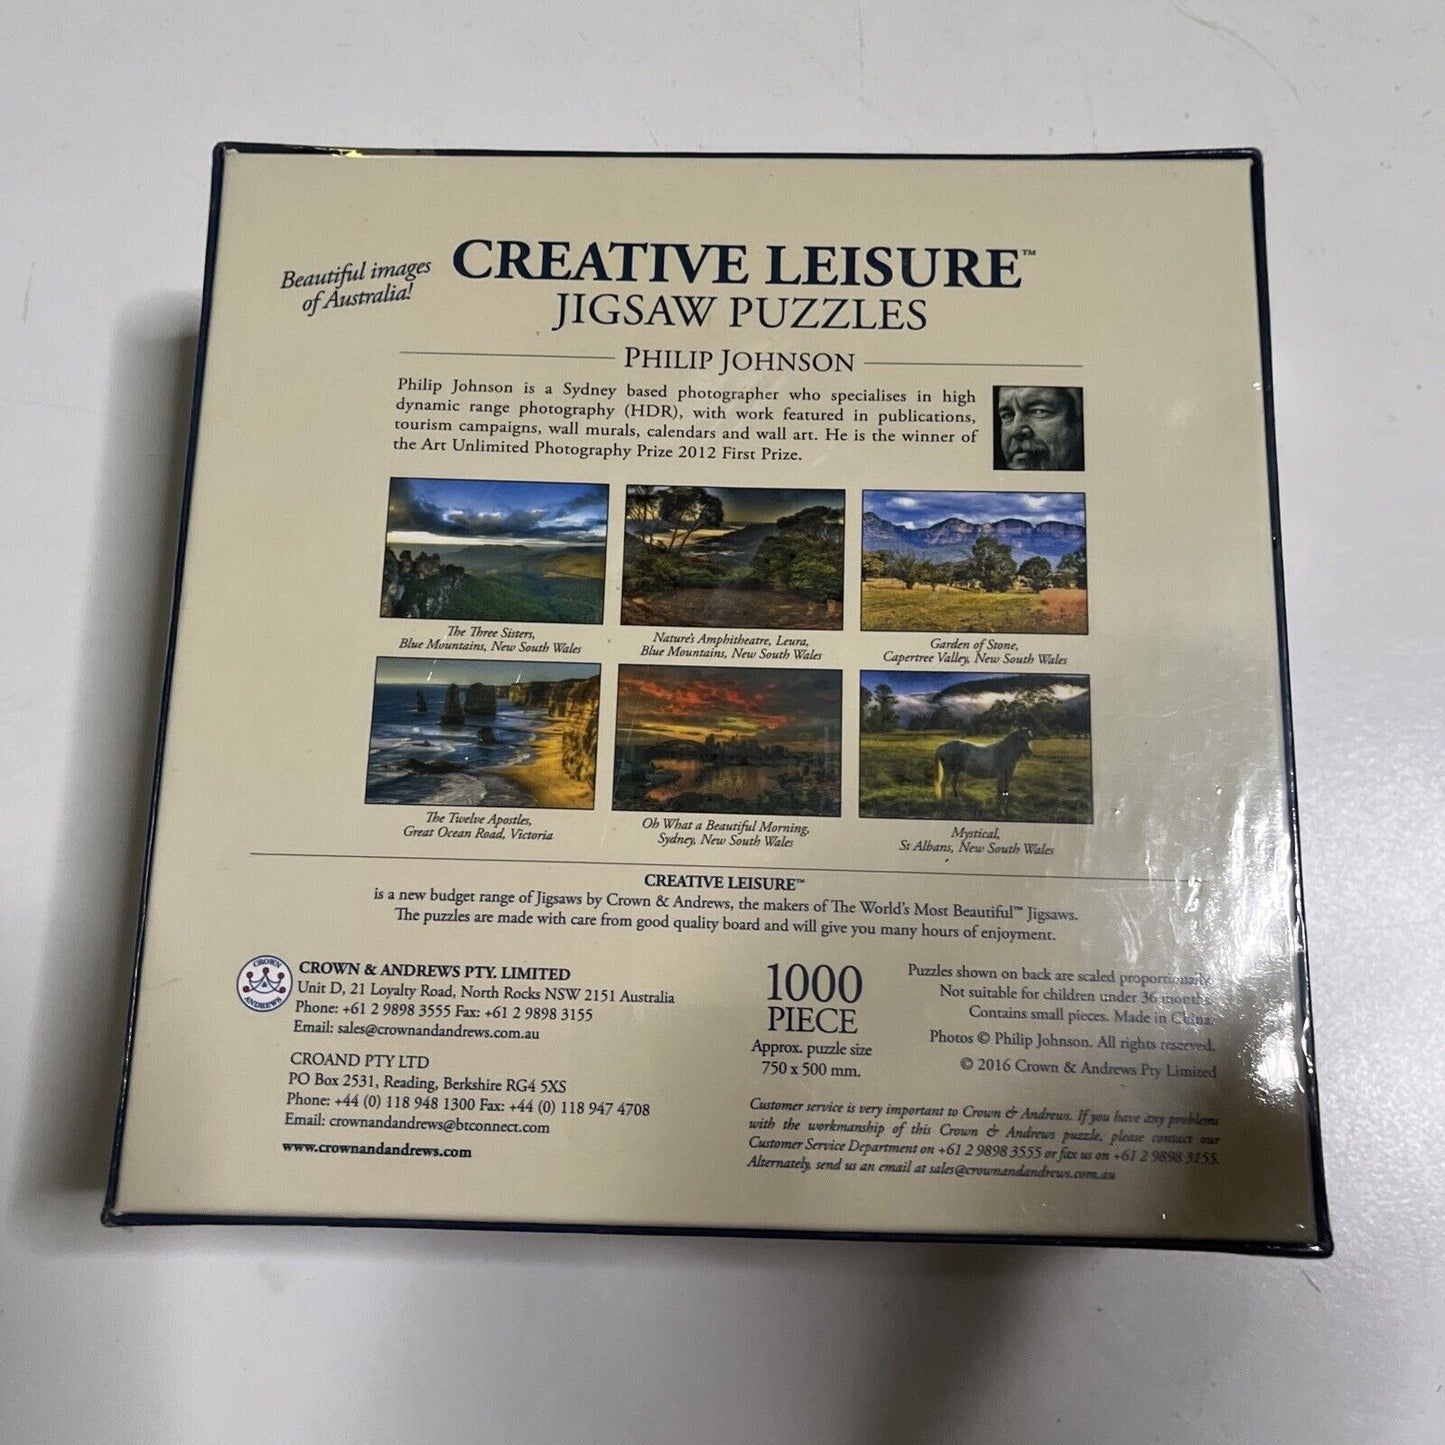 Beautiful images
of Australia!
CREATIVE LEISURE™
JIGSAW PUZZLES
PHILIP JOHNSON
Philip Johnson is a Sydney based photographer who specialises in high
dynamic range photography (HDR), with work featured in publications,
tourism campaigns, wall murals, calendars and wall art. He is the winner of
the Art Unlimited Photography Prize 2012 First Prize.
The Three Sisters,
Blue Mountains, New South Wales
Nature's Amphitheatre, Leura,
Blue Mountains, New South Wales
Garden of Stone,
Capertree Valley, New South Wales
The Twelve Apostles,
Great Ocean Road, Victoria
Oh What a Beautiful Morning,
Sydney, New South Wales
Mystical,
St Albans, New South Wales
CREATIVE LEISURE™
is a new budget range of Jigsaws by Crown & Andrews, the makers of The World's Most Beautiful™ Jigsaws.
The puzzles are made with care from good quality board and will give you many hours of enjoyment.
CROWN
&
ANDREWS
CROWN & ANDREWS PTY. LIMITED
Unit D, 21 Loyalty Road, North Rocks NSW 2151 Australia
Phone: +61 2 9898 3555 Fax: +61 2 9898 3155
Email: sales@crownandandrews.com.au
CROAND PTY LTD
PO Box 2531, Reading, Berkshire RG4 5XS
Phone: +44 (0) 118 948 1300 Fax: +44 (0) 118 947 4708
Email: crownandandrews@btconnect.com
www.crownandandrews.com
1000
PIECE
Approx. puzzle size
750 x 500 mm.
Puzzles shown on back are scaled proportionally.
Not suitable for children under 36 months.
Contains small pieces. Made in China.
Photos © Philip Johnson. All rights reserved.
© 2016 Crown & Andrews Pty Limited
Customer service is very important to Crown & Andrews. If you have any problems
with the workmanship of this Crown & Andrews puzzle, please contact our
Customer Service Department on +61 2 9898 3555 or fax us on +61 2 9898 3155.
Alternately, send us an email at sales@crownandandrews.com.au